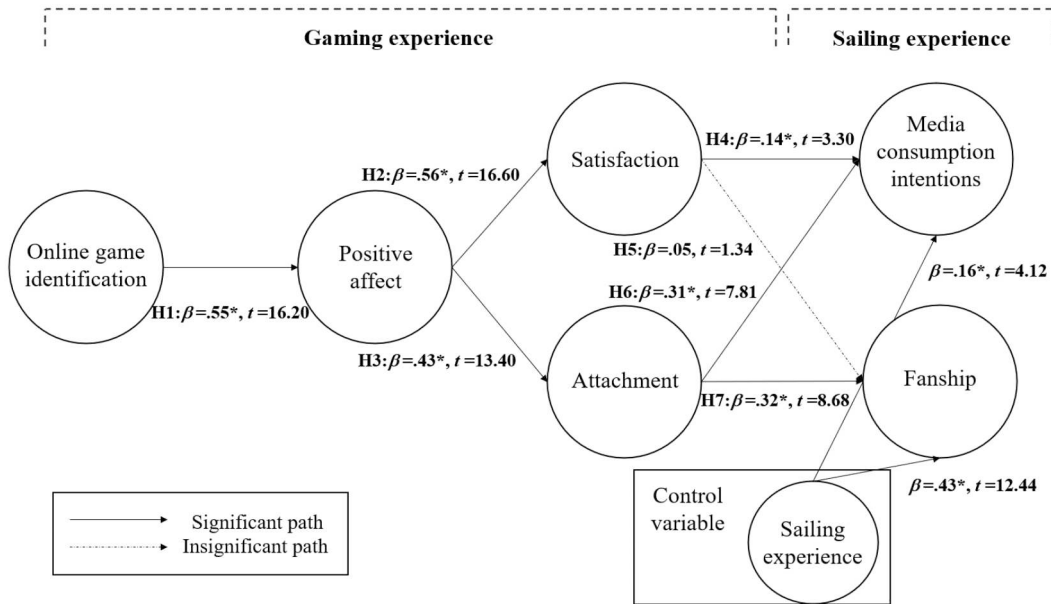 Gaming experience
Sailing experience
Satisfaction
Media
consumption
intentions
H4: β=.14*, t =3.30
H2: β=.56*, t =16.60
Online game
identification
Positive
affect
H5: β=.05, t =1.34
β=.16*, t =4.12
H6: β=.31*, t =7.81
H1: β=.55*, t =16.20
H3: β=.43*, t =13.40
Attachment
Fanship
H7: β=.32*, t =8.68
β=.43*, t =12.44
Control
variable
Sailing
experience
Significant path
Insignificant path